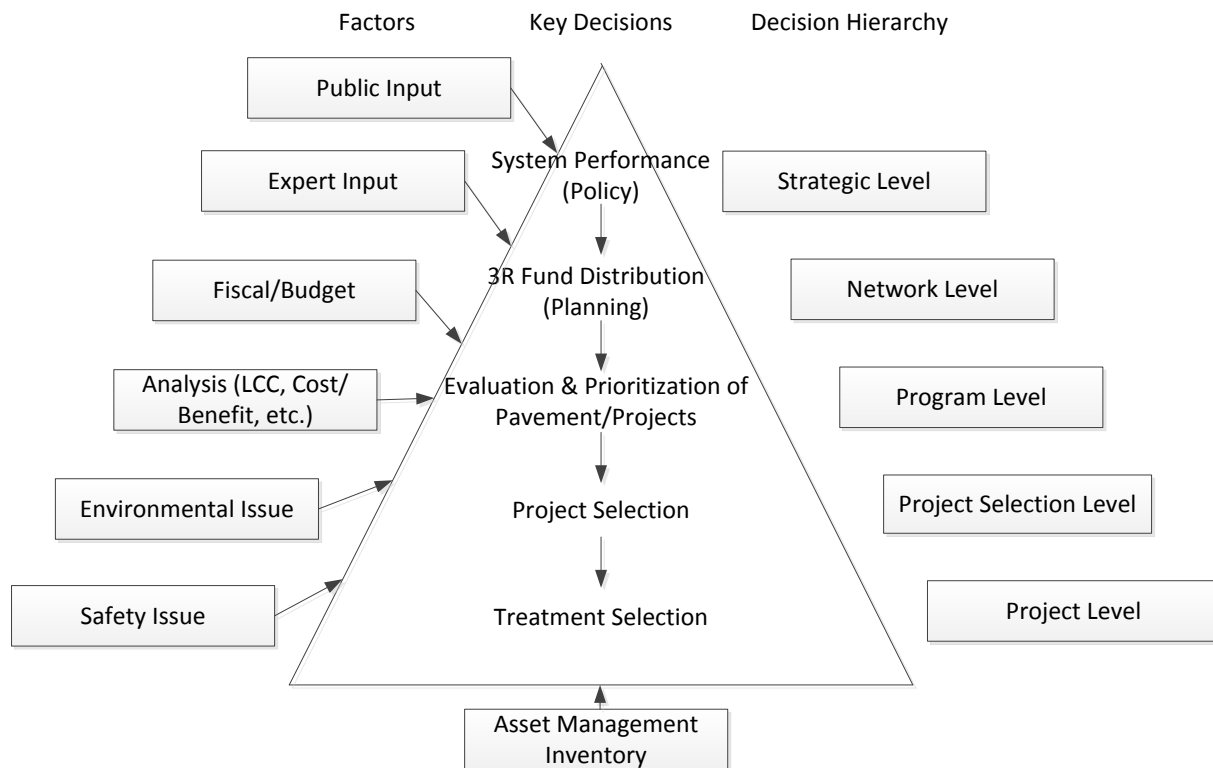 Factors
Key Decisions
Decision Hierarchy
Public Input
Expert Input
Fiscal/Budget
Analysis (LCC, Cost/
Benefit, etc.)
Environmental Issue
Safety Issue
System Performance
(Policy)
3R Fund Distribution
(Planning)
Evaluation & Prioritization of
Pavement/Projects
Project Selection
Treatment Selection
Strategic Level
Network Level
Program Level
Project Selection Level
Project Level
Asset Management
Inventory